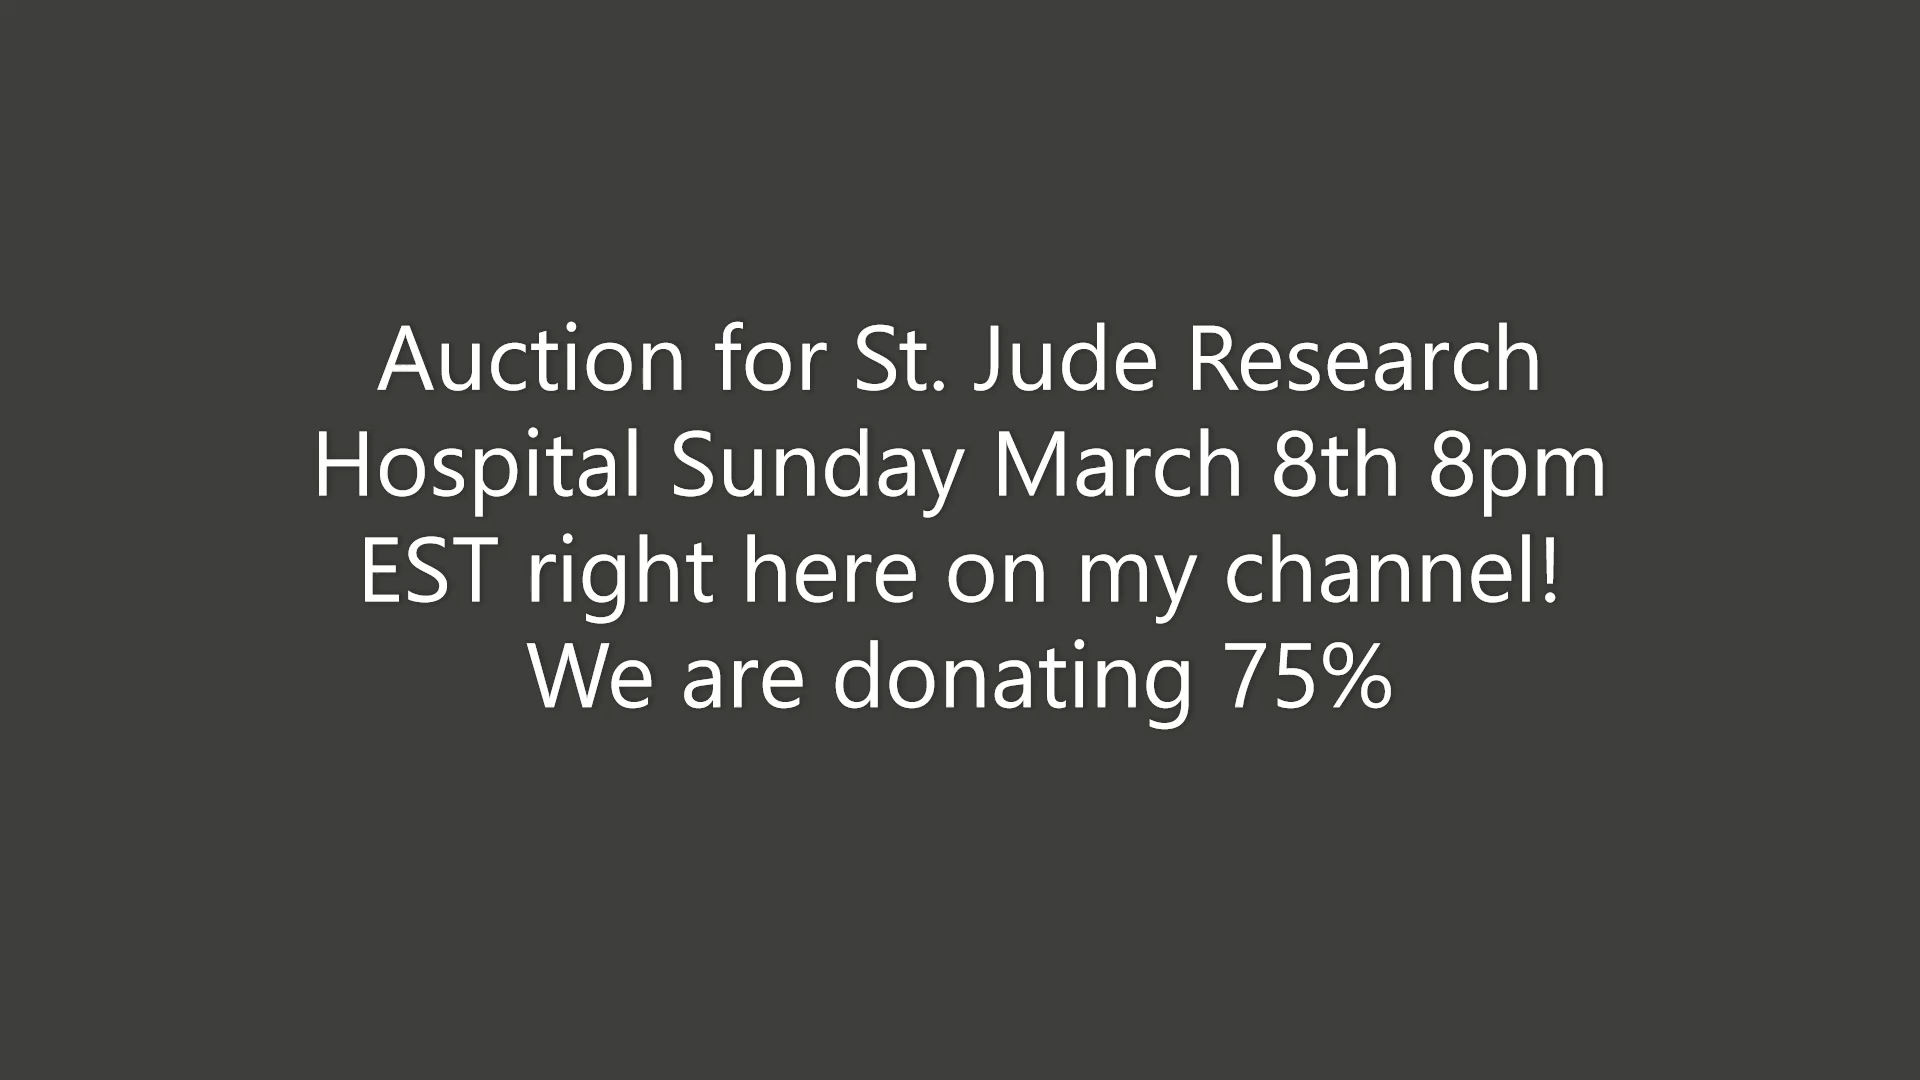 Auction for St. Jude Research
Hospital Sunday March 8th 8pm
EST right here on my channel!
We are donating 75%